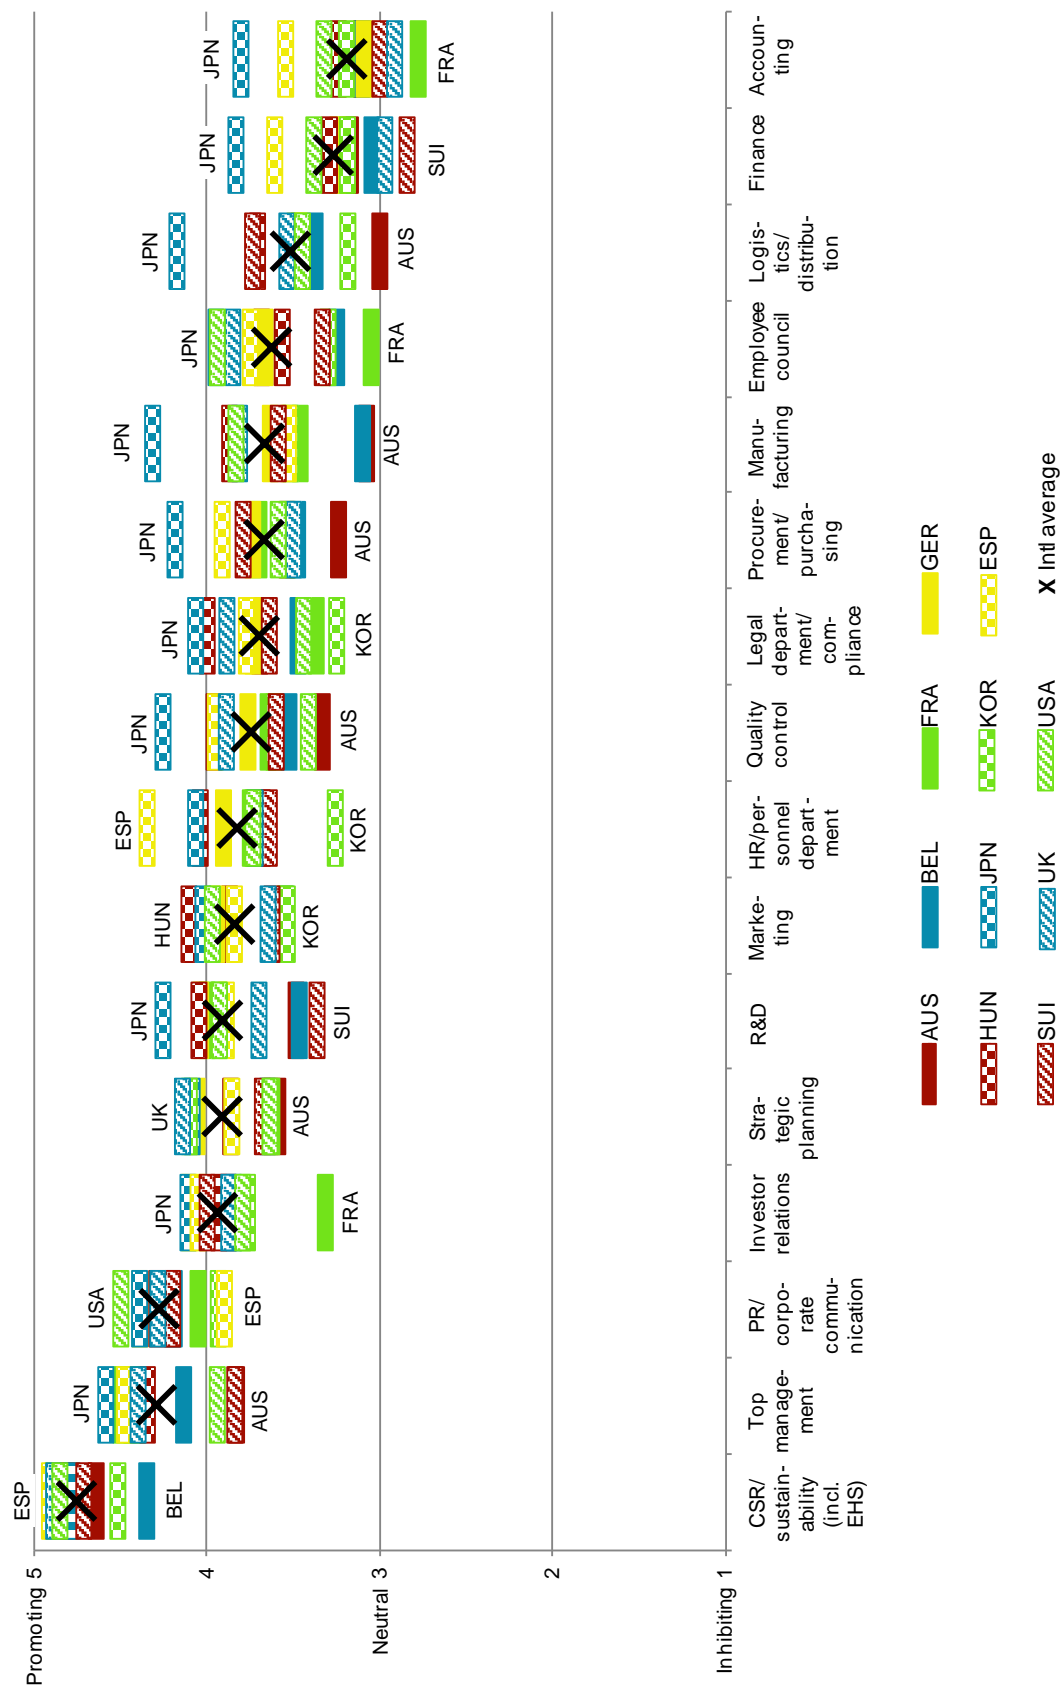 Promoting 5
4
Neutral 3
2
Inhibiting 1
ESP
BEL
JPN
AUS
USA
ESP
JPN
FRA
UK
AUS
JPN
SUI
HUN
KOR
ESP
KOR
JPN
AUS
JPN
KOR
JPN
AUS
JPN
AUS
JPN
FRA
JPN
AUS
JPN
SUI
JPN
FRA
CSR/
sustain-
ability
(incl.
EHS)
Top
manage-
ment
PR/
corpo-
rate
commu-
nication
Investor
relations
Stra-
tegic
planning
R&D
Marke-
ting
HR/per-
sonnel
depart-
ment
Quality
control
Legal
depart-
ment/
com-
pliance
Procure-
ment/
purcha-
sing
Manu-
facturing
Employee
council
Logis-
tics/
distribu-
tion
Finance
Accoun-
ting
AUS BEL FRA GER
HUN JPN KOR ESP
SUI UK USA X Intl average